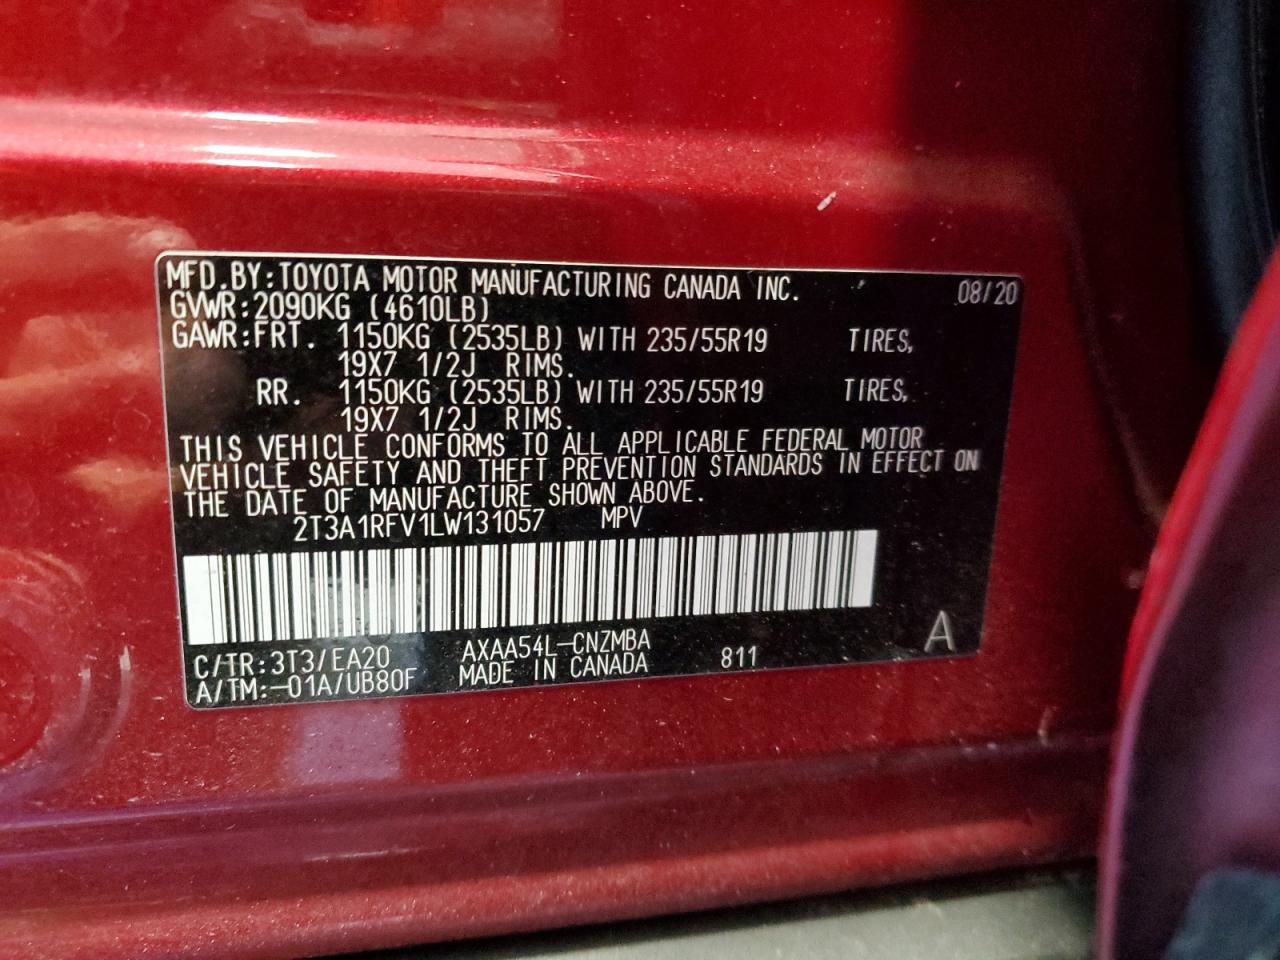 MFD.BY:TOYOTA MOTOR MANUFACTURING CANADA INC. 08/20
GVWR:2090KG (4610LB)
GAWR:FRT. 1150KG (2535LB) WITH 235/55R19 TIRES,
19X7 1/2J RIMS.
RR. 1150KG (2535LB) WITH 235/55R19 TIRES,
19X7 1/2J RIMS.
THIS VEHICLE CONFORMS TO ALL APPLICABLE FEDERAL MOTOR
VEHICLE SAFETY AND THEFT PREVENTION STANDARDS IN EFFECT ON
THE DATE OF MANUFACTURE SHOWN ABOVE.
2T3A1RFV1LW131057 MPV
C/TR:3T3/EA20 AXAA54L-CNZMBA 811 A
A/TM:-01A/UB80F MADE IN CANADA